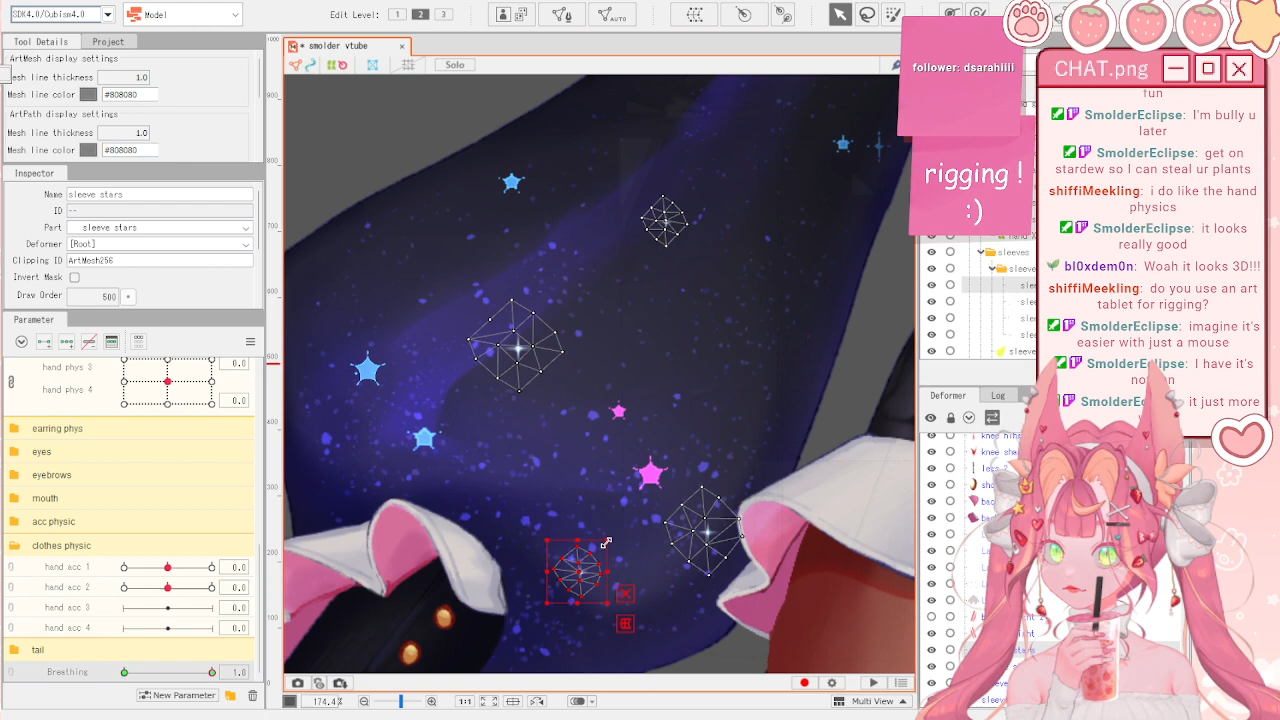 SDK4.0/Cubism4.0
Model
Edit Level:
1
2
3
AUTO
Tool Details
Project
ArtMesh display settings
Mesh line thickness
1.0
Mesh line color
#808080
ArtPath display settings
Mesh line thickness
1.0
Mesh line color
#808080
Inspector
Name
sleeve stars
ID
--
Part
sleeve stars
Deformer
[Root]
Clipping ID
ArtMesh256
Invert Mask
Draw Order
500
Parameter
hand phys 3
0.0
hand phys 4
0.0
earring phys
eyes
eyebrows
mouth
acc physic
clothes physic
hand acc 1
0.0
hand acc 2
0.0
hand acc 3
0.0
hand acc 4
0.0
tail
Breathing
1.0
New Parameter
* smolder vtube
Solo
1:1
Multi View
sleeves
Deformer
Log
follower: dsarahiiii
rigging !
:)
CHAT.png
fun
SmolderEclipse: I'm bully u
later
SmolderEclipse: get on
stardew so I can steal ur plants
shiffiMeekling: i do like the hand
physics
SmolderEclipse: it looks
really good
bl0xdem0n: Woah it looks 3D!!!
shiffiMeekling: do you use an art
tablet for rigging?
SmolderEclipse: imagine it's
easier with just a mouse
SmolderEclipse: I have it's
it just more